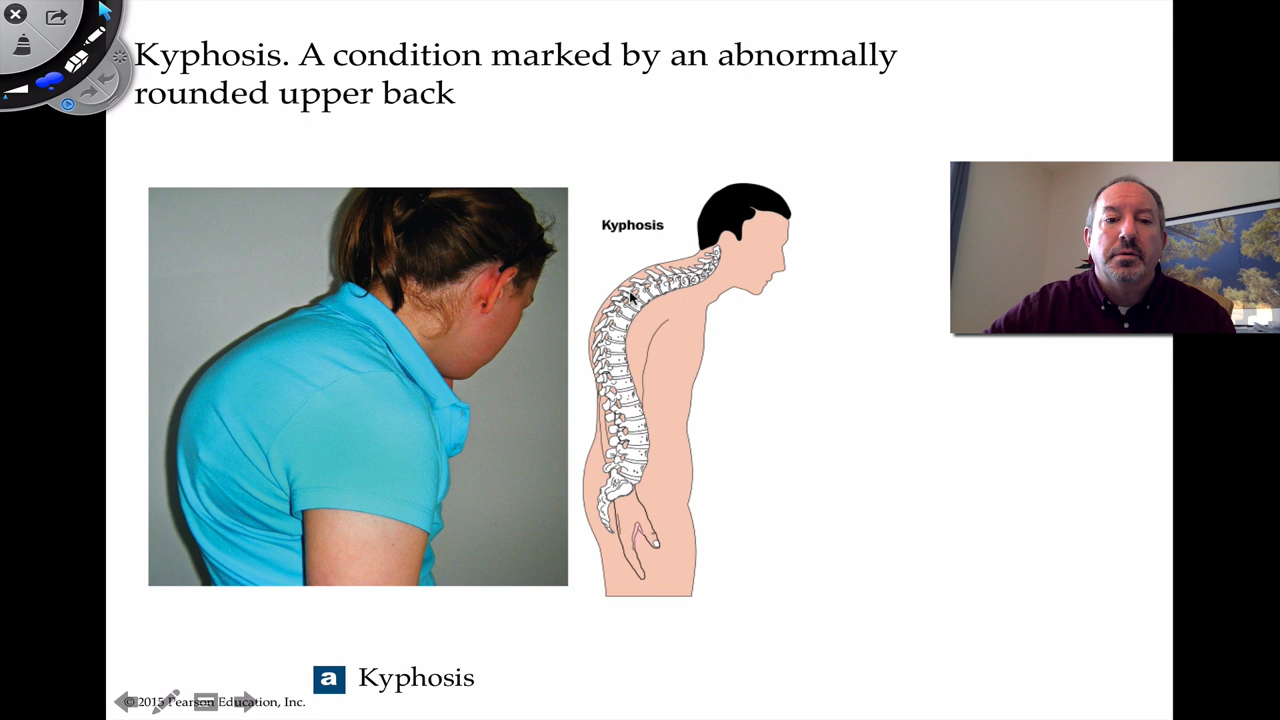 Kyphosis. A condition marked by an abnormally
rounded upper back
Kyphosis
a Kyphosis
© 2015 Pearson Education, Inc.